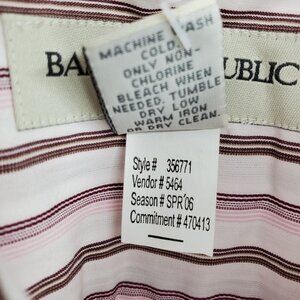 BA
UBLIC
MACHINE WASH
COLD.
ONLY NON-
CHLORINE
BLEACH WHEN
NEEDED. TUMBLE
DRY LOW
WARM IRON
OR DRY CLEAN.
Style # 356771
Vendor # 5464
Season # SPR'06
Commitment # 470413